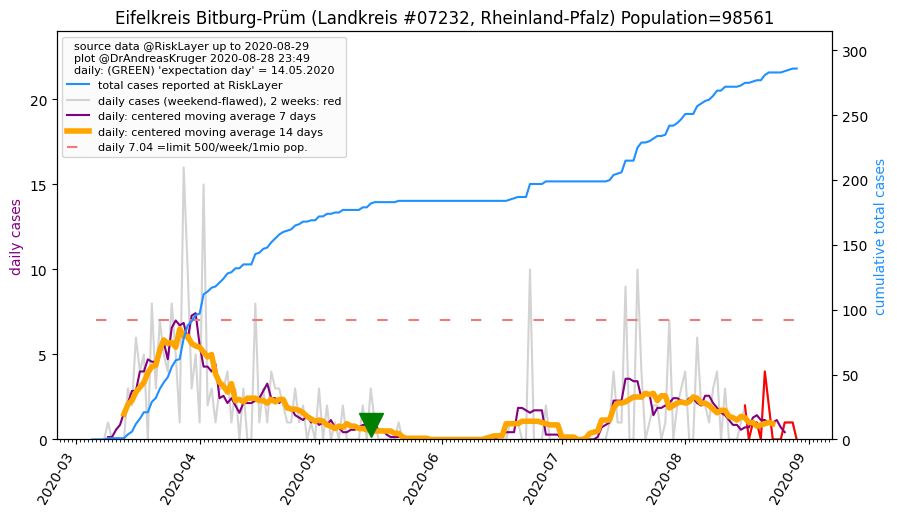 Eifelkreis Bitburg-Prüm (Landkreis #07232, Rheinland-Pfalz) Population=98561
source data @RiskLayer up to 2020-08-29
plot @DrAndreasKruger 2020-08-28 23:49
daily: (GREEN) 'expectation day' = 14.05.2020
total cases reported at RiskLayer
daily cases (weekend-flawed), 2 weeks: red
daily: centered moving average 7 days
daily: centered moving average 14 days
daily 7.04 =limit 500/week/1mio pop.
daily cases
20
15
10
5
0
cumulative total cases
300
250
200
150
100
50
0
2020-03
2020-04
2020-05
2020-06
2020-07
2020-08
2020-09